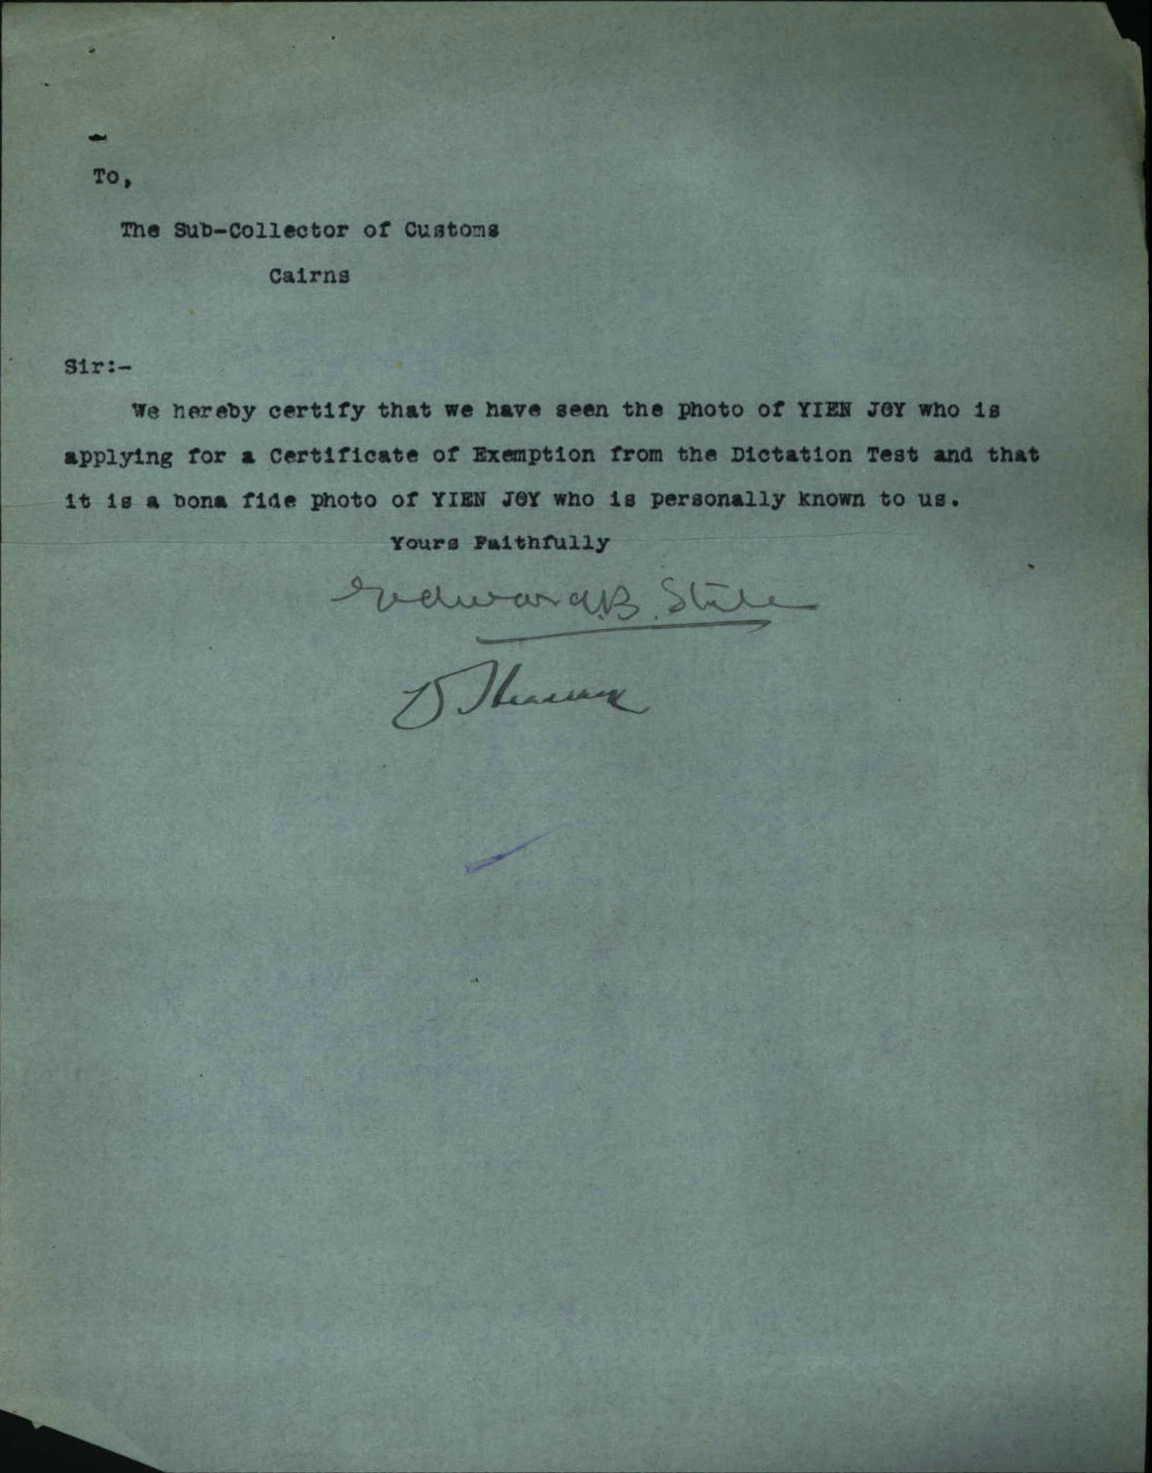 To,
The Sub-Collector of Customs
Cairns
Sir:-
We hereby certify that we have seen the photo of YIEN JOY who is
applying for a Certificate of Exemption from the Dictation Test and that
it is a bona fide photo of YIEN JOY who is personally known to us.
Yours Faithfully
Edward.B.